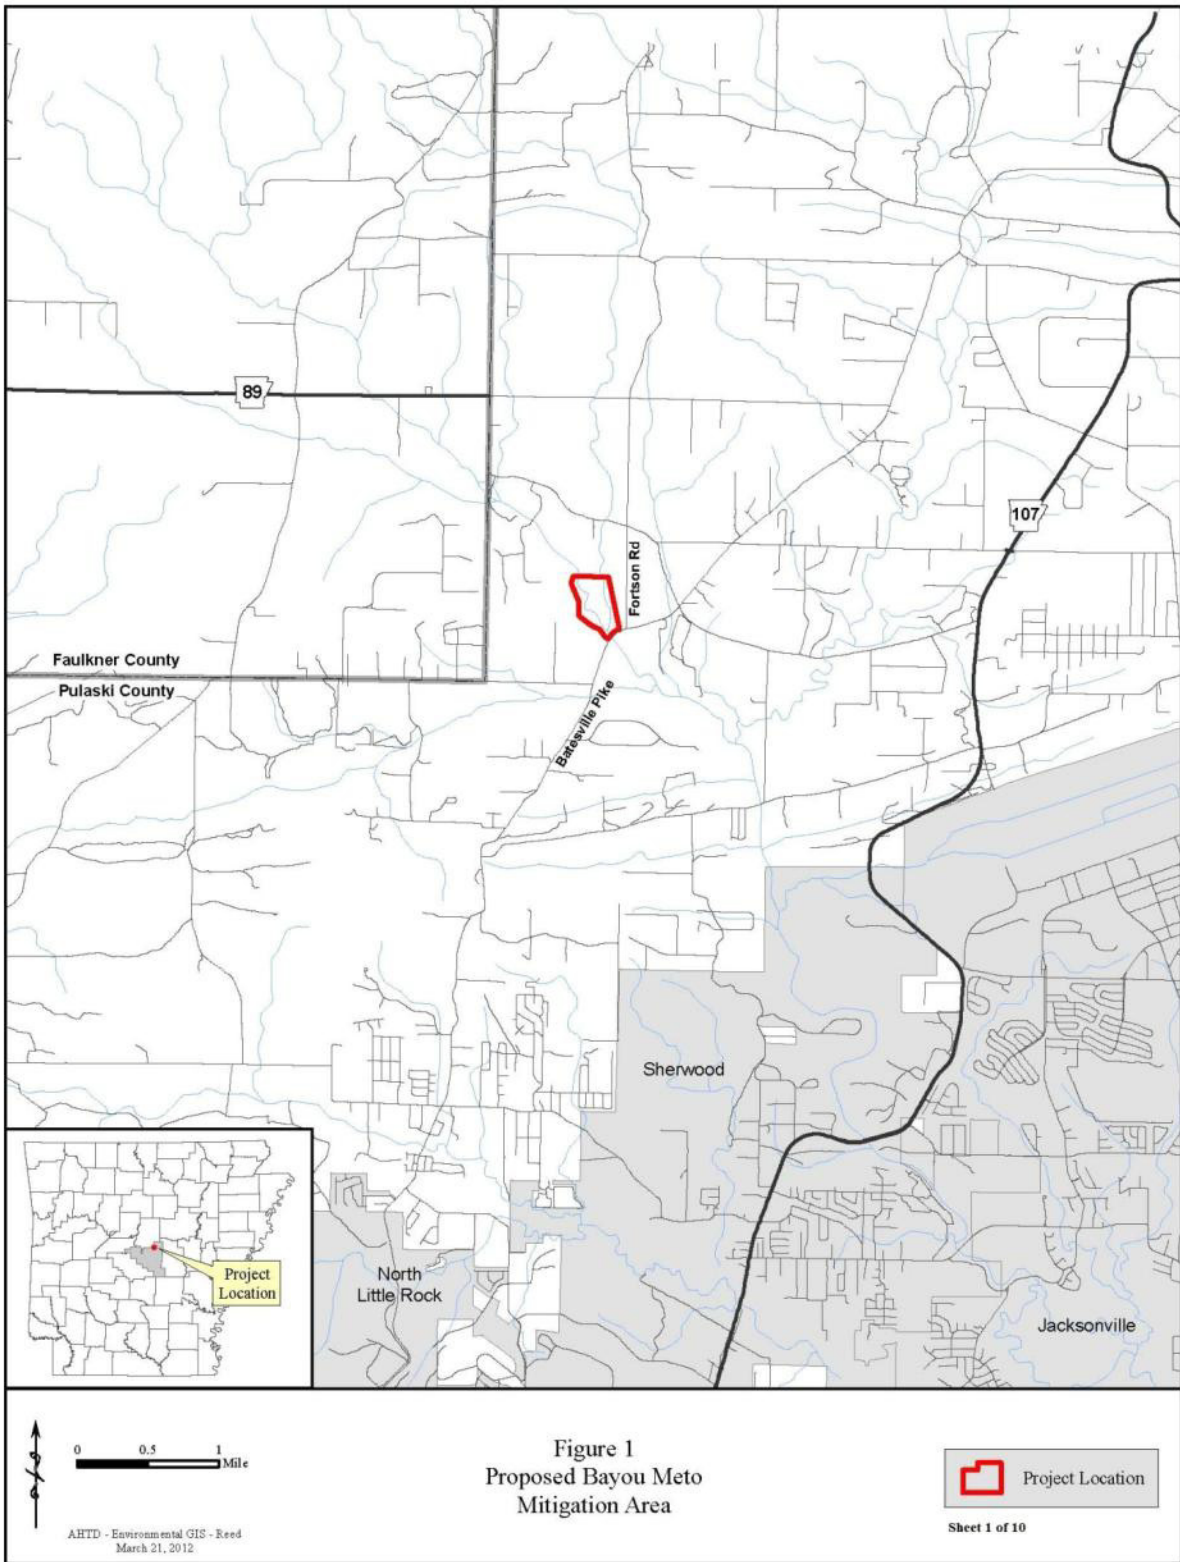 89
107
Fortson Rd
Faulkner County
Pulaski County
Batesville Pike
Sherwood
North
Little Rock
Jacksonville
Project
Location
0 0.5 1
Mile
AHTD - Environmental GIS - Reed
March 21, 2012
Figure 1
Proposed Bayou Meto
Mitigation Area
Project Location
Sheet 1 of 10